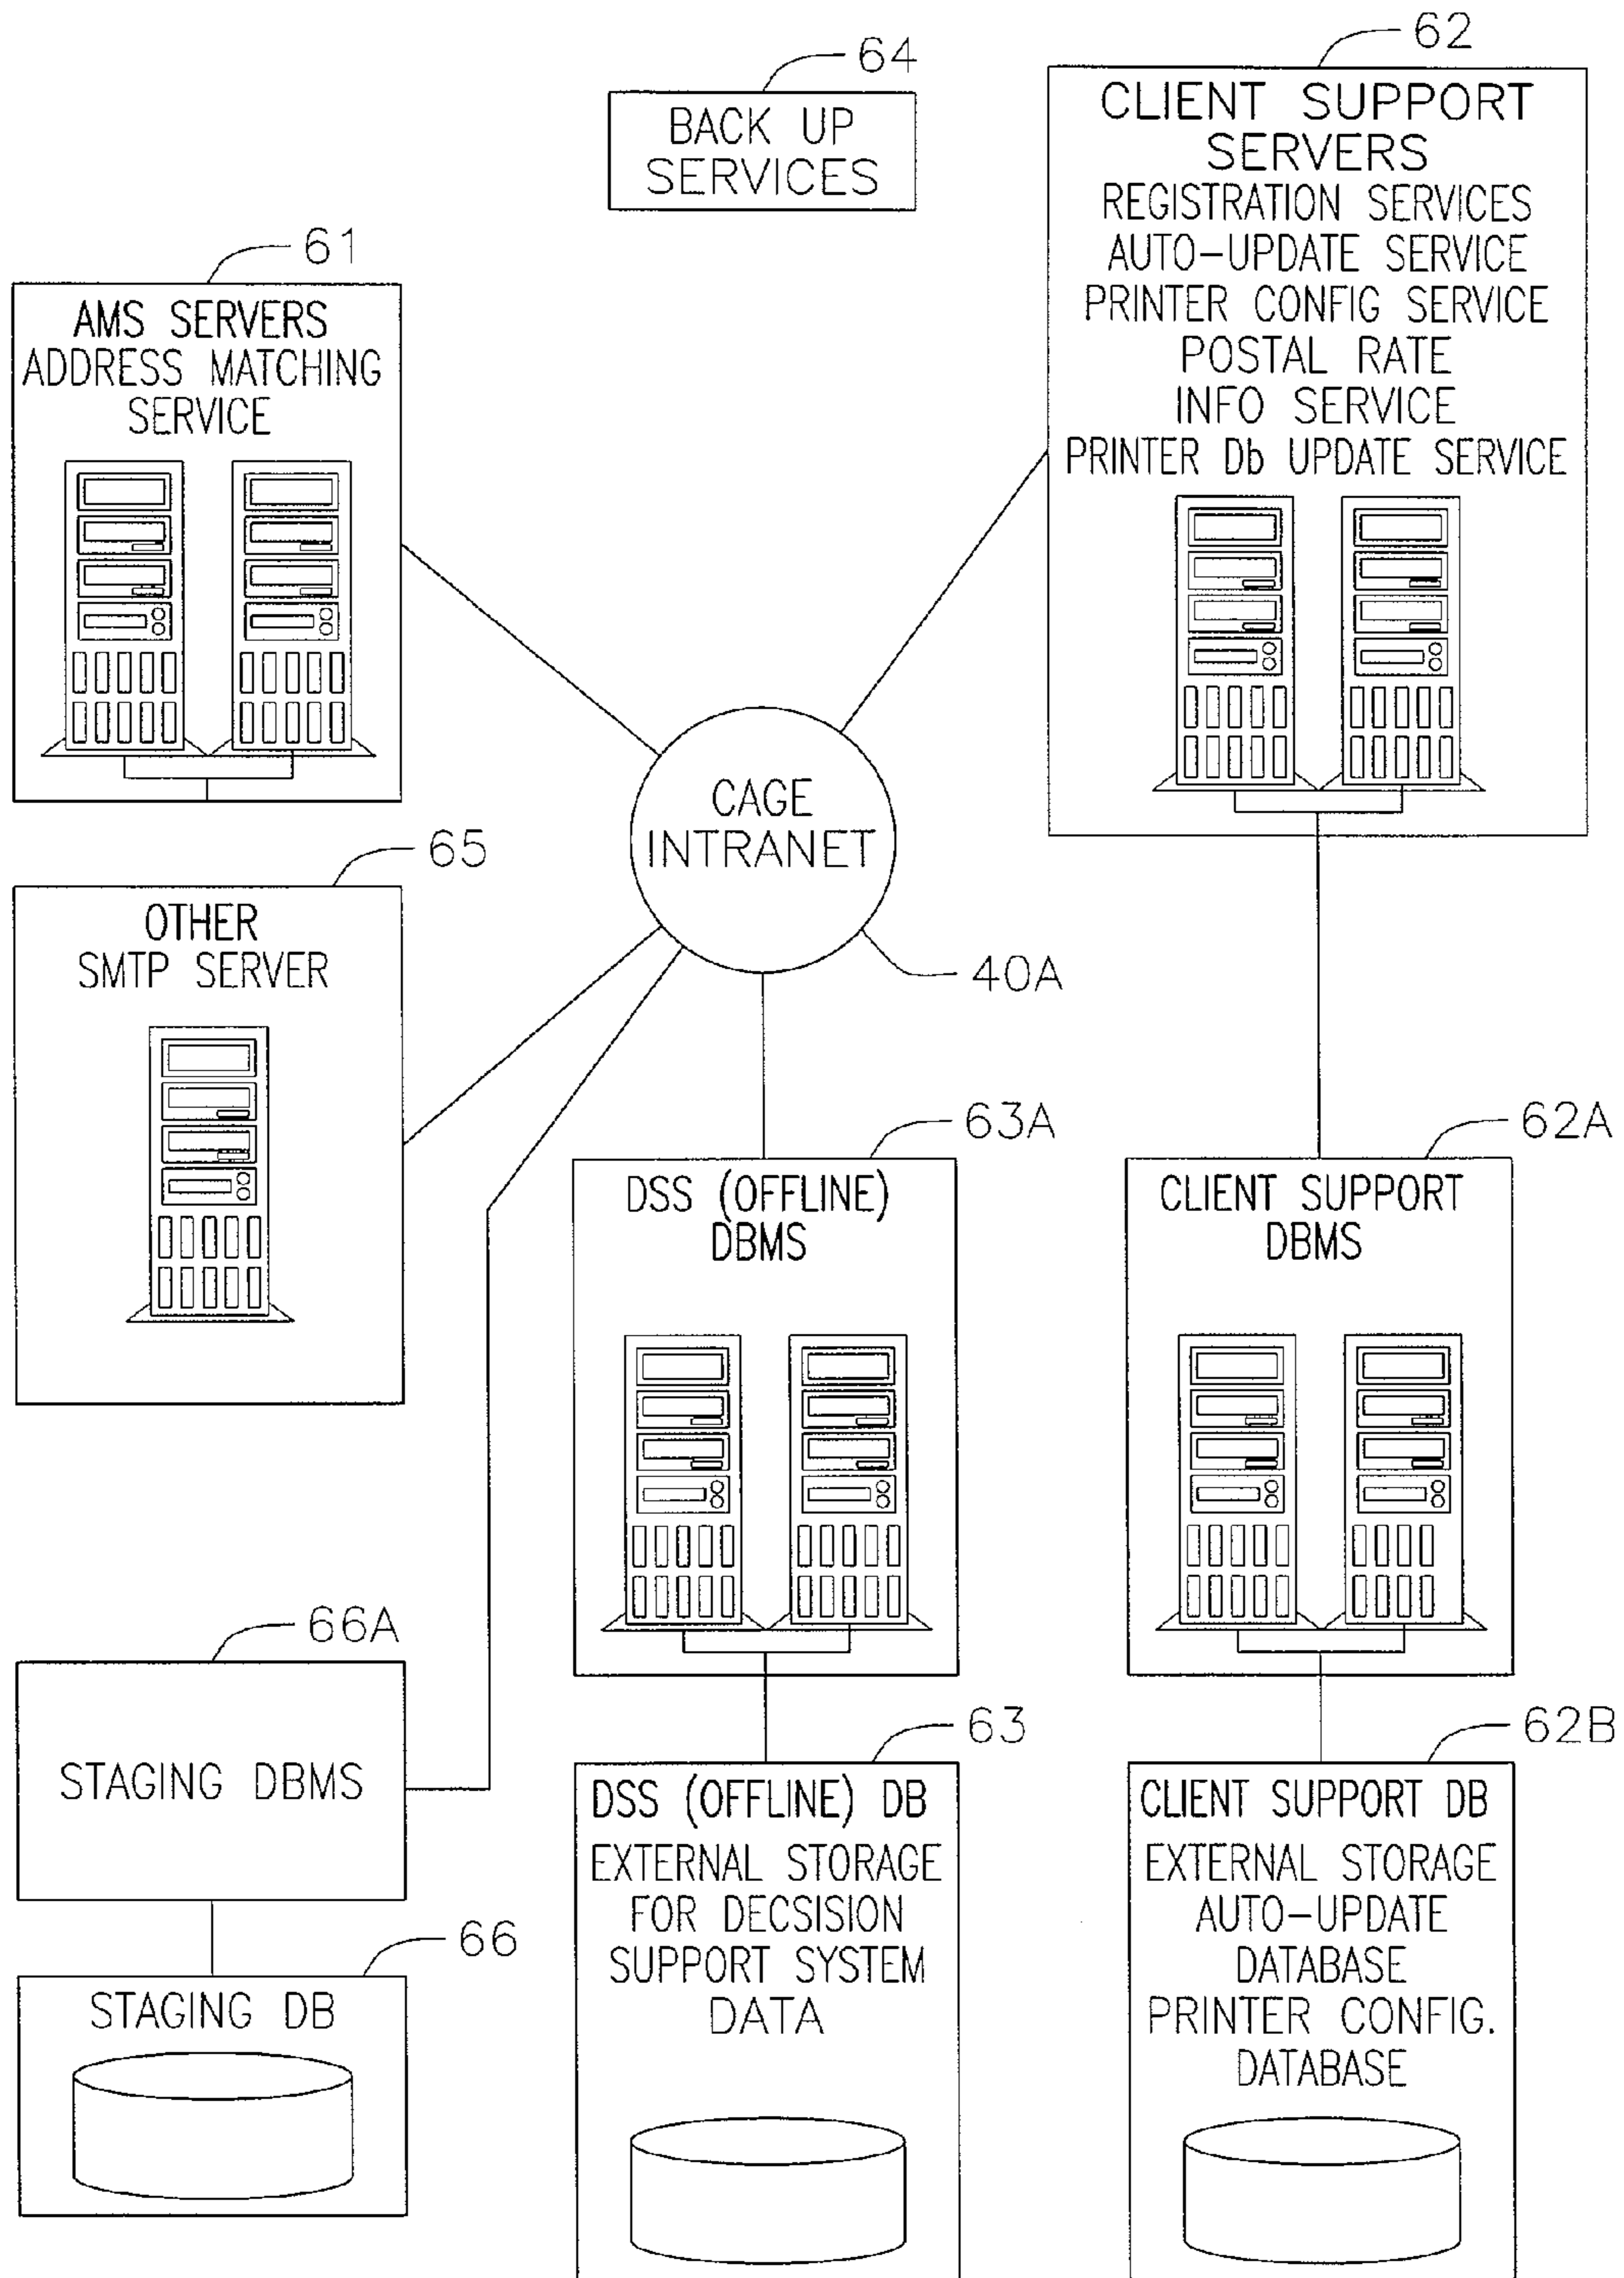 64
BACK UP
SERVICES
62
CLIENT SUPPORT
SERVERS
REGISTRATION SERVICES
AUTO-UPDATE SERVICE
PRINTER CONFIG SERVICE
POSTAL RATE
INFO SERVICE
PRINTER Db UPDATE SERVICE
61
AMS SERVERS
ADDRESS MATCHING
SERVICE
CAGE
INTRANET
40A
65
OTHER
SMTP SERVER
63A
DSS (OFFLINE)
DBMS
62A
CLIENT SUPPORT
DBMS
66A
STAGING DBMS
66
STAGING DB
63
DSS (OFFLINE) DB
EXTERNAL STORAGE
FOR DECSISION
SUPPORT SYSTEM
DATA
62B
CLIENT SUPPORT DB
EXTERNAL STORAGE
AUTO-UPDATE
DATABASE
PRINTER CONFIG.
DATABASE